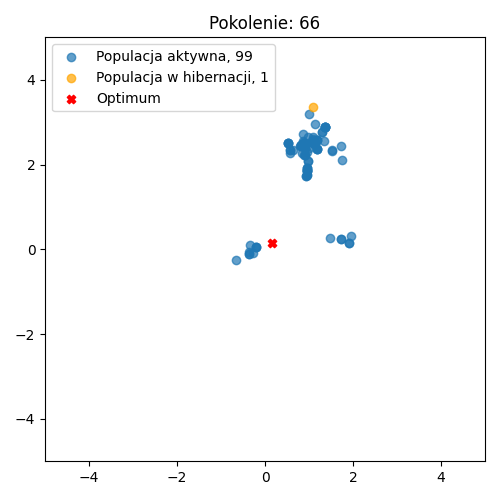 Pokolenie: 66
Populacja aktywna, 99
Populacja w hibernacji, 1
Optimum
4
2
0
−2
−4
−4
−2
0
2
4